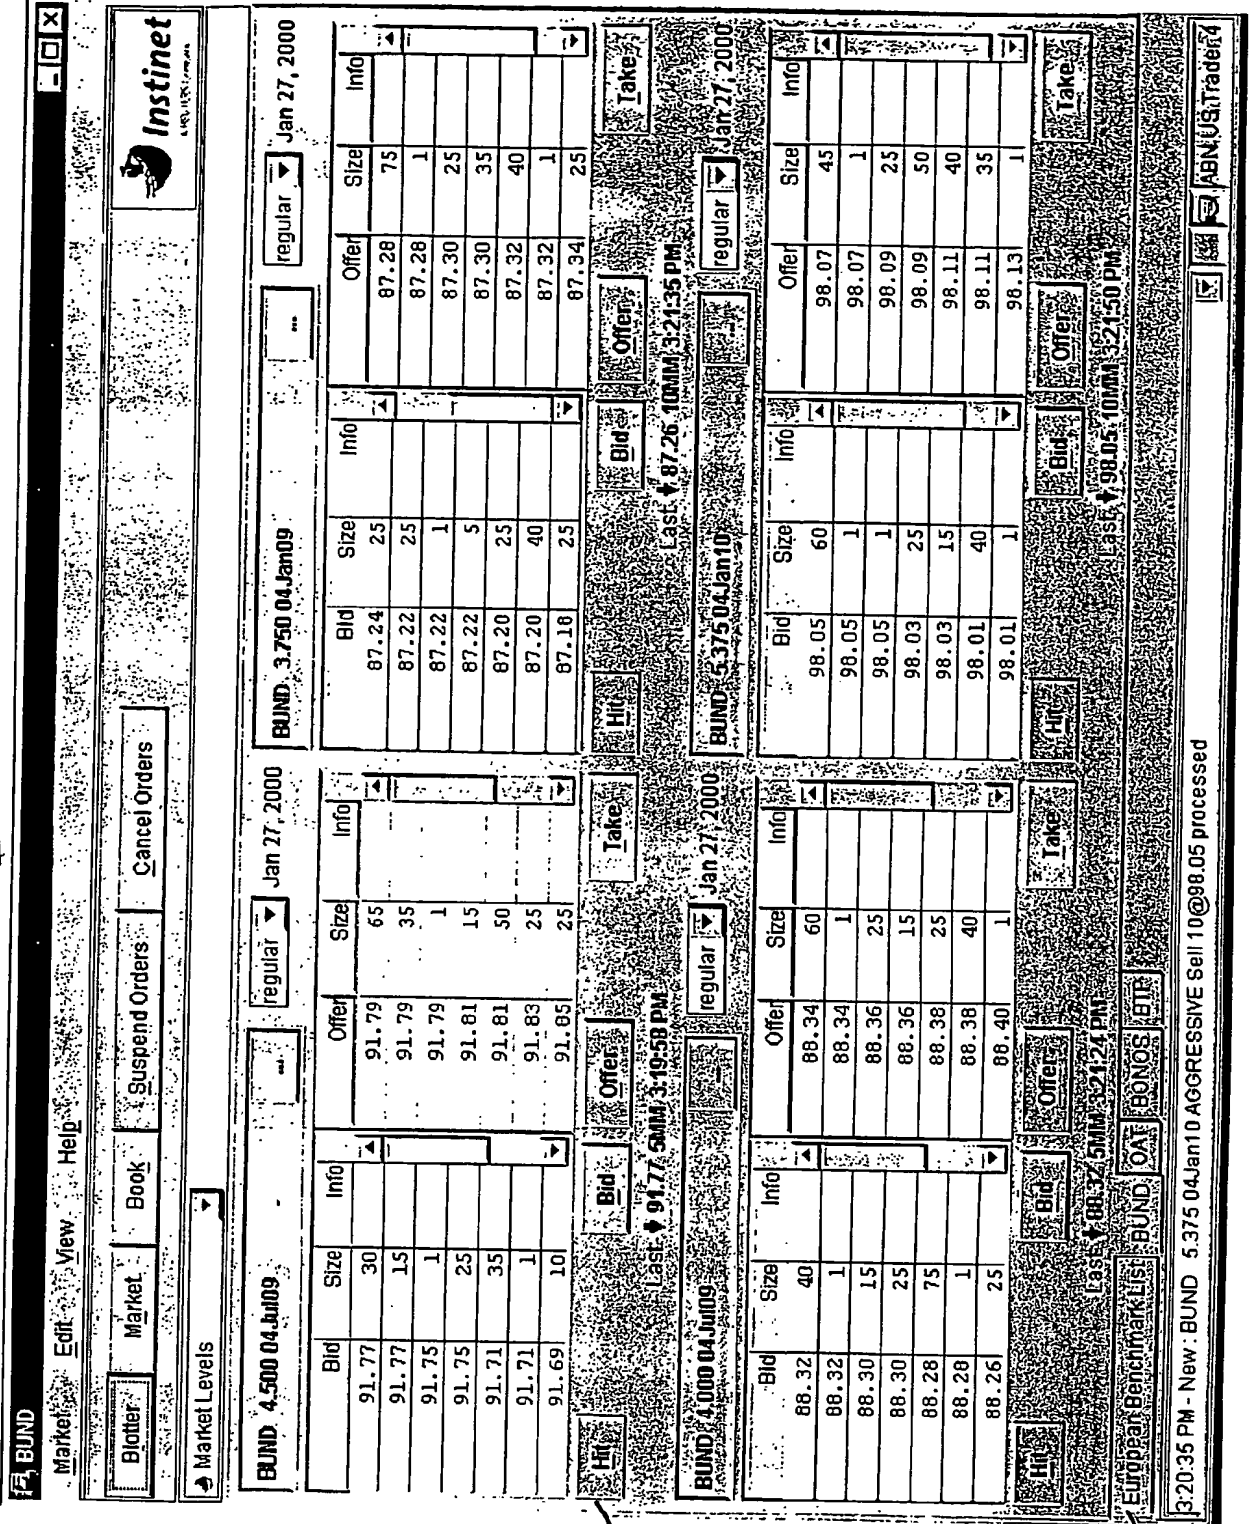 BUND
Market Edit View Help
Blotter Market Book Suspend Orders Cancel Orders
Instinet
Market Levels
BUND 4.500 04Jul09 ... regular Jan 27, 2000
Bid Size Info Offer Size Info
91.77 30 91.79 65
91.77 15 91.79 35
91.75 1 91.79 1
91.75 25 91.81 15
91.71 35 91.81 50
91.71 1 91.83 25
91.69 10 91.85 25
Hit Bid Offer Take
Last 91.77 5MM 3:19:58 PM
BUND 3.750 04Jan09 ... regular Jan 27, 2000
Bid Size Info Offer Size Info
87.24 25 87.28 75
87.22 25 87.28 1
87.22 1 87.30 25
87.22 5 87.30 35
87.20 25 87.32 40
87.20 40 87.32 1
87.18 25 87.34 25
Hit Bid Offer Take
Last 87.26 10MM 3:21:35 PM
BUND 4.000 04Jul09 ... regular Jan 27, 2000
Bid Size Info Offer Size Info
88.32 40 88.34 60
88.32 1 88.34 1
88.30 15 88.36 25
88.30 25 88.36 15
88.28 75 88.38 25
88.28 1 88.38 40
88.26 25 88.40 1
Hit Bid Offer Take
Last 88.32 5MM 3:21:24 PM
BUND 5.375 04Jan10 ... regular Jan 27, 2000
Bid Size Info Offer Size Info
98.05 60 98.07 45
98.05 1 98.07 1
98.05 1 98.09 25
98.03 25 98.09 50
98.03 15 98.11 40
98.01 40 98.11 35
98.01 1 98.13 1
Hit Bid Offer Take
Last 98.05 10MM 3:21:50 PM
European Benchmark List BUND OAT BONOS BTP
3:20:35 PM - New : BUND 5.375 04Jan10 AGGRESSIVE Sell 10@98.05 processed ABN.US.Trader.4